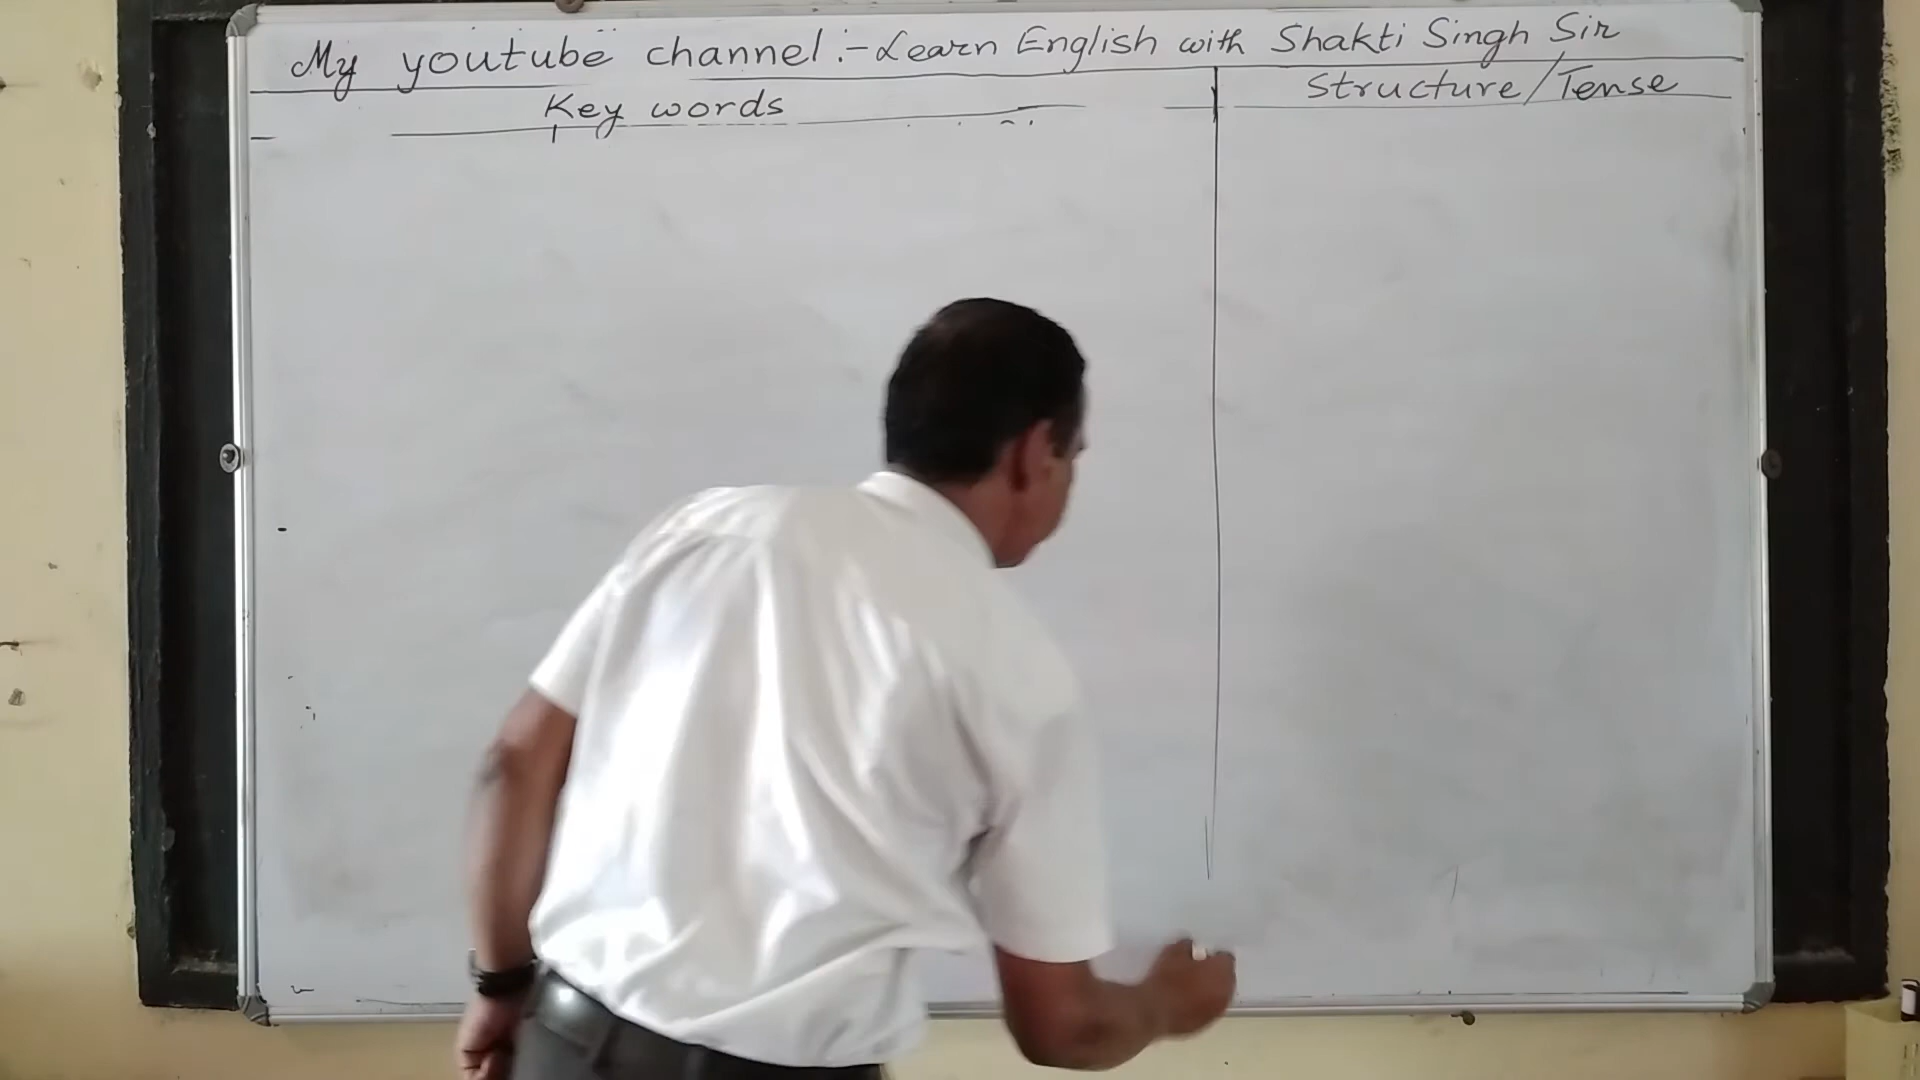 My youtube channel :- Learn English with Shakti Singh Sir
Key words
Structure/Tense